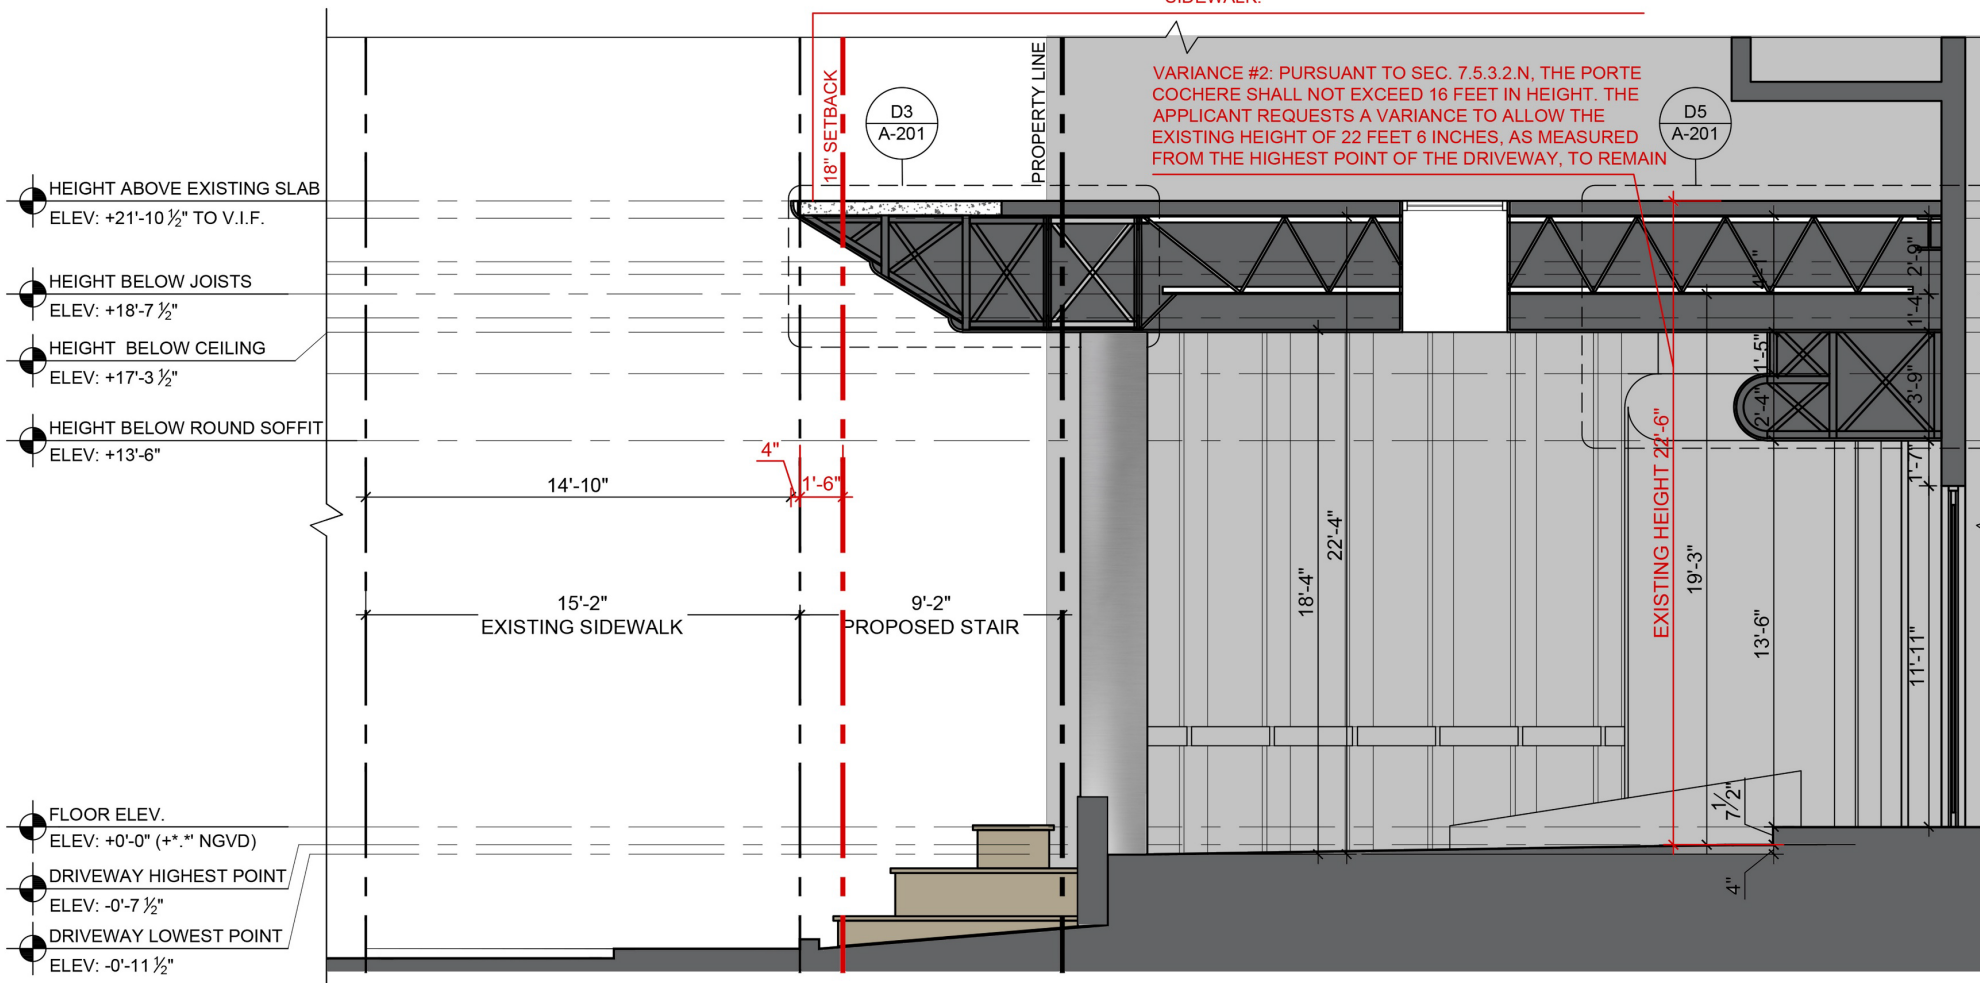 SIDEWALK.
VARIANCE #2: PURSUANT TO SEC. 7.5.3.2.N, THE PORTE
COCHERE SHALL NOT EXCEED 16 FEET IN HEIGHT. THE
APPLICANT REQUESTS A VARIANCE TO ALLOW THE
EXISTING HEIGHT OF 22 FEET 6 INCHES, AS MEASURED
FROM THE HIGHEST POINT OF THE DRIVEWAY, TO REMAIN
18" SETBACK
PROPERTY LINE
D3
A-201
D5
A-201
HEIGHT ABOVE EXISTING SLAB
ELEV: +21'-10 ½" TO V.I.F.
HEIGHT BELOW JOISTS
ELEV: +18'-7 ½"
HEIGHT BELOW CEILING
ELEV: +17'-3 ½"
HEIGHT BELOW ROUND SOFFIT
ELEV: +13'-6"
FLOOR ELEV.
ELEV: +0'-0" (+*.*' NGVD)
DRIVEWAY HIGHEST POINT
ELEV: -0'-7 ½"
DRIVEWAY LOWEST POINT
ELEV: -0'-11 ½"
14'-10"
4"
1'-6"
15'-2"
EXISTING SIDEWALK
9'-2"
PROPOSED STAIR
18'-4"
22'-4"
EXISTING HEIGHT 22'-6"
19'-3"
4'-1"
2'-9"
1'-4"
1'-5"
2'-4"
3'-9"
1'-7"
13'-6"
11'-11"
7½"
4"